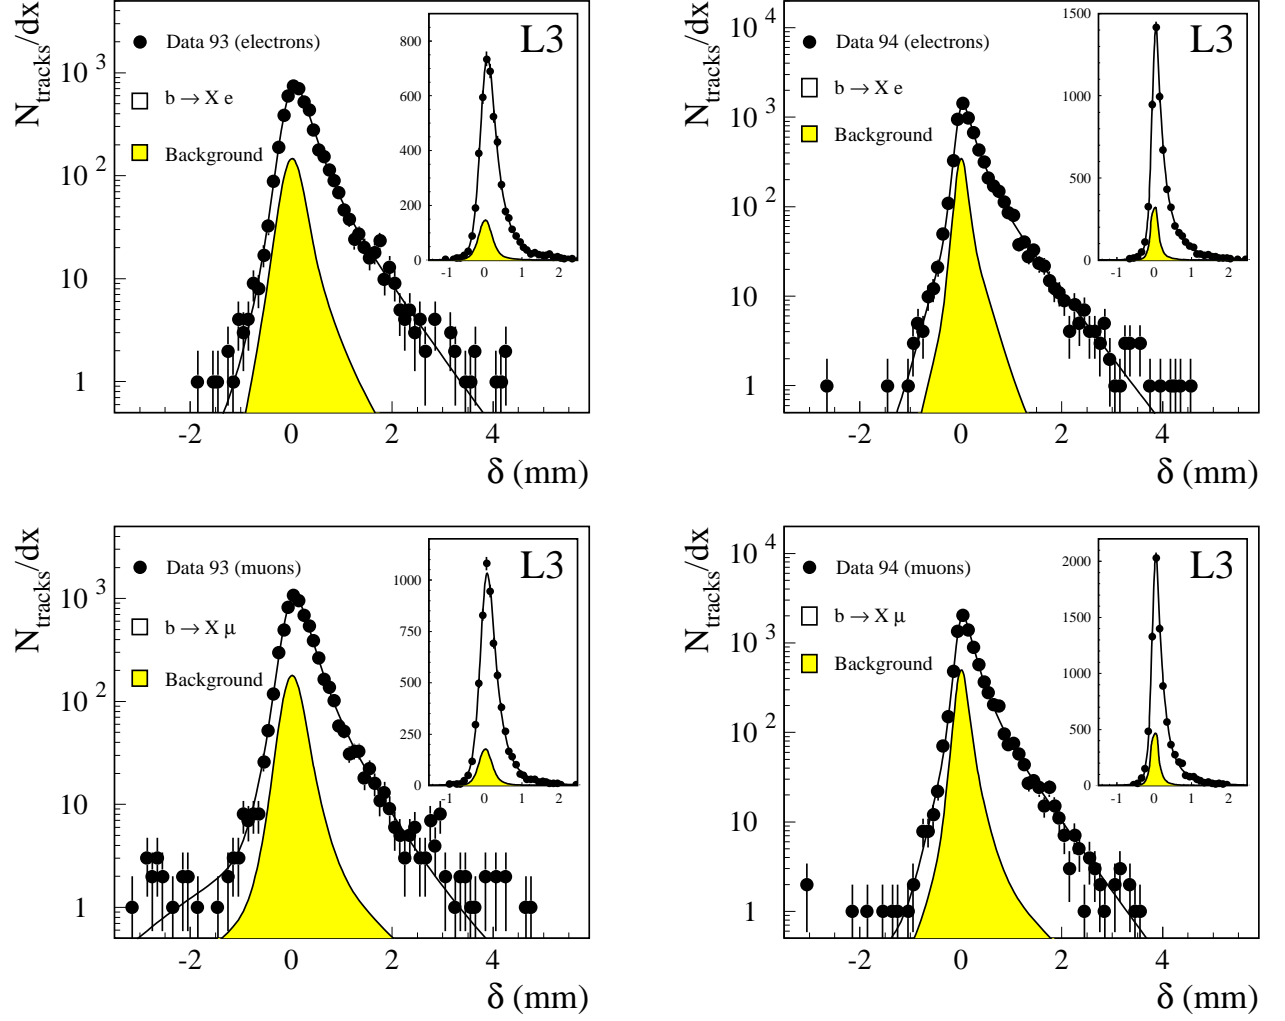 N_tracks/dx
Data 93 (electrons)
b → X e
Background
L3
800
600
400
200
0
-1 0 1 2
10^3
10^2
10
1
-2 0 2 4
δ (mm)
N_tracks/dx
Data 94 (electrons)
b → X e
Background
L3
1500
1000
500
0
-1 0 1 2
10^4
10^3
10^2
10
1
-2 0 2 4
δ (mm)
N_tracks/dx
Data 93 (muons)
b → X μ
Background
L3
1000
750
500
250
0
-1 0 1 2
10^3
10^2
10
1
-2 0 2 4
δ (mm)
N_tracks/dx
Data 94 (muons)
b → X μ
Background
L3
2000
1500
1000
500
0
-1 0 1 2
10^4
10^3
10^2
10
1
-2 0 2 4
δ (mm)